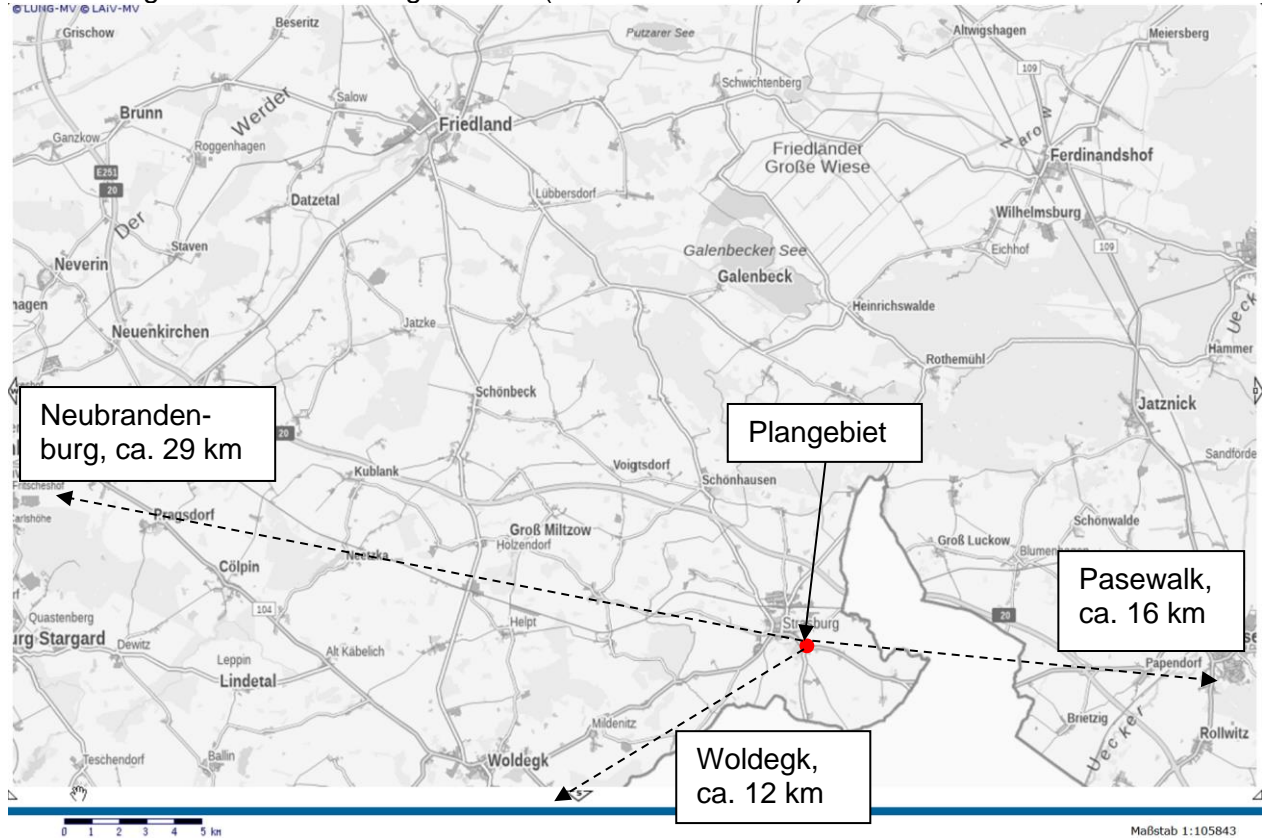 © LUNG-MV © LAiV-MV
Grischow
Beseritz
Putzarer See
Altwigshagen
Meiersberg
109
Schwichtenberg
Brunn
Salow
Werder
Friedland
Ganzkow
Roggenhagen
Friedländer
Große Wiese
Ferdinandshof
E251
20
Datzetal
Lübbersdorf
Wilhelmsburg
Der
Staven
Eichhof
109
Neverin
Galenbecker See
Galenbeck
Heinrichswalde
Neuenkirchen
Jatzke
Hammer
Rothemühl
Schönbeck
Jatznick
Neubranden-
burg, ca. 29 km
Plangebiet
20
Sandförde
Kublank
Voigtsdorf
Schönhausen
Fritscheshof
Carlshöhe
Pragsdorf
Groß Miltzow
Holzendorf
Schönwalde
Groß Luckow
Neetzka
Cölpin
Pasewalk,
ca. 16 km
104
20
Quastenberg
Helpt
Strasburg
Dewitz
Alt Käbelich
Leppin
Lindetal
Papendorf
Mildenitz
Brietzig
Uecker
Rollwitz
Teschendorf
Ballin
Woldegk
Woldegk,
ca. 12 km
0 1 2 3 4 5 km
Maßstab 1:105843